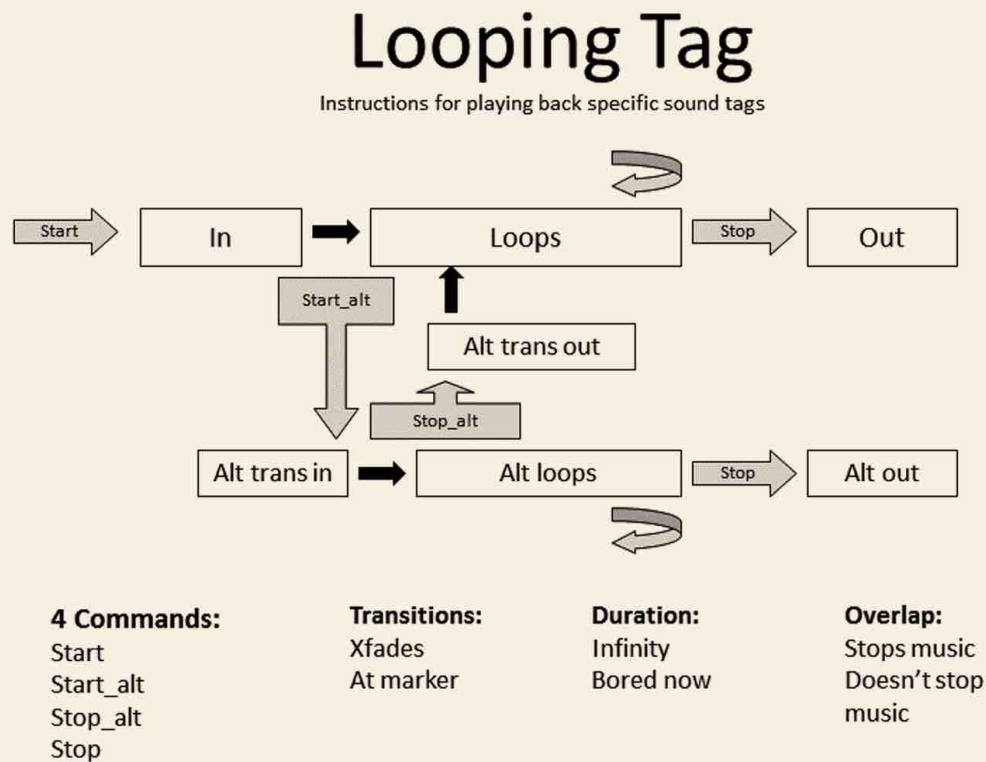 Looping Tag
Instructions for playing back specific sound tags
Start
In
Loops
Stop
Out
Start_alt
Alt trans out
Stop_alt
Alt trans in
Alt loops
Stop
Alt out
4 Commands:
Start
Start_alt
Stop_alt
Stop
Transitions:
Xfades
At marker
Duration:
Infinity
Bored now
Overlap:
Stops music
Doesn't stop
music